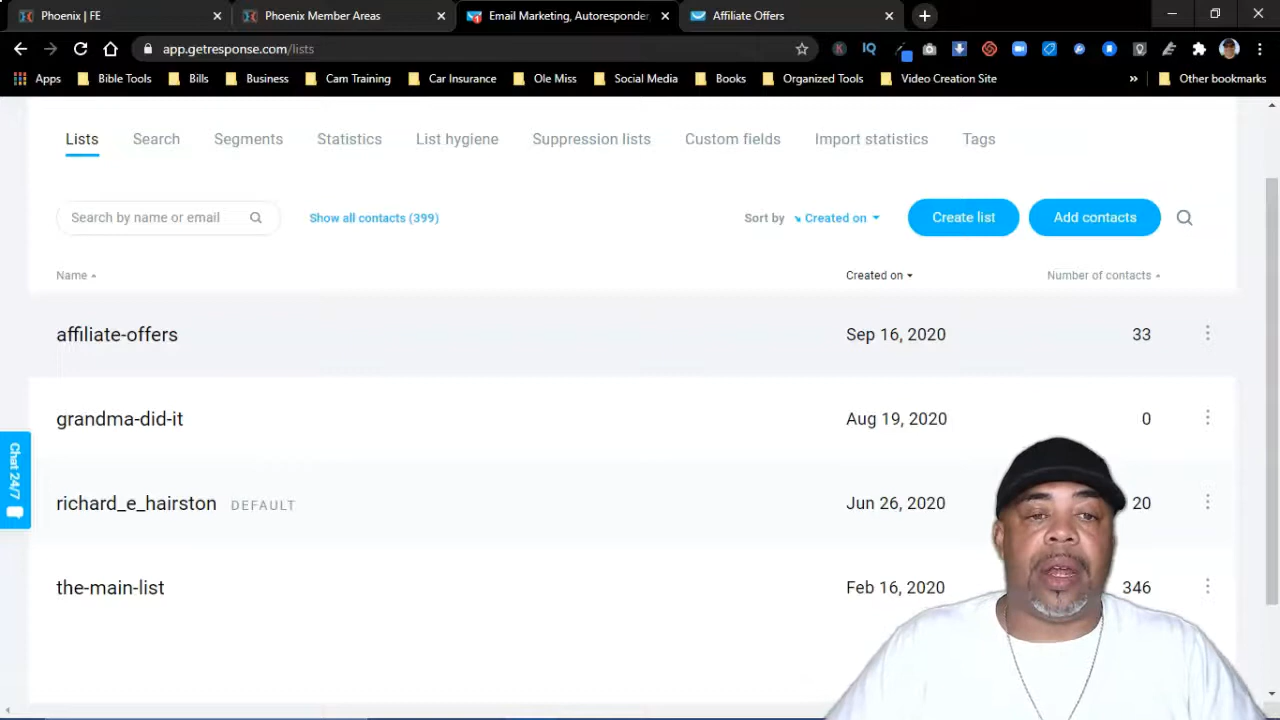 Phoenix | FE
Phoenix Member Areas
Email Marketing, Autoresponder,
Affiliate Offers
app.getresponse.com/lists
Apps
Bible Tools
Bills
Business
Cam Training
Car Insurance
Ole Miss
Social Media
Books
Organized Tools
Video Creation Site
Other bookmarks
Lists
Search
Segments
Statistics
List hygiene
Suppression lists
Custom fields
Import statistics
Tags
Search by name or email
Show all contacts (399)
Sort by
Created on
Create list
Add contacts
Name
Created on
Number of contacts
affiliate-offers
Sep 16, 2020
33
grandma-did-it
Aug 19, 2020
0
richard_e_hairston DEFAULT
Jun 26, 2020
20
the-main-list
Feb 16, 2020
346
Chat 24/7